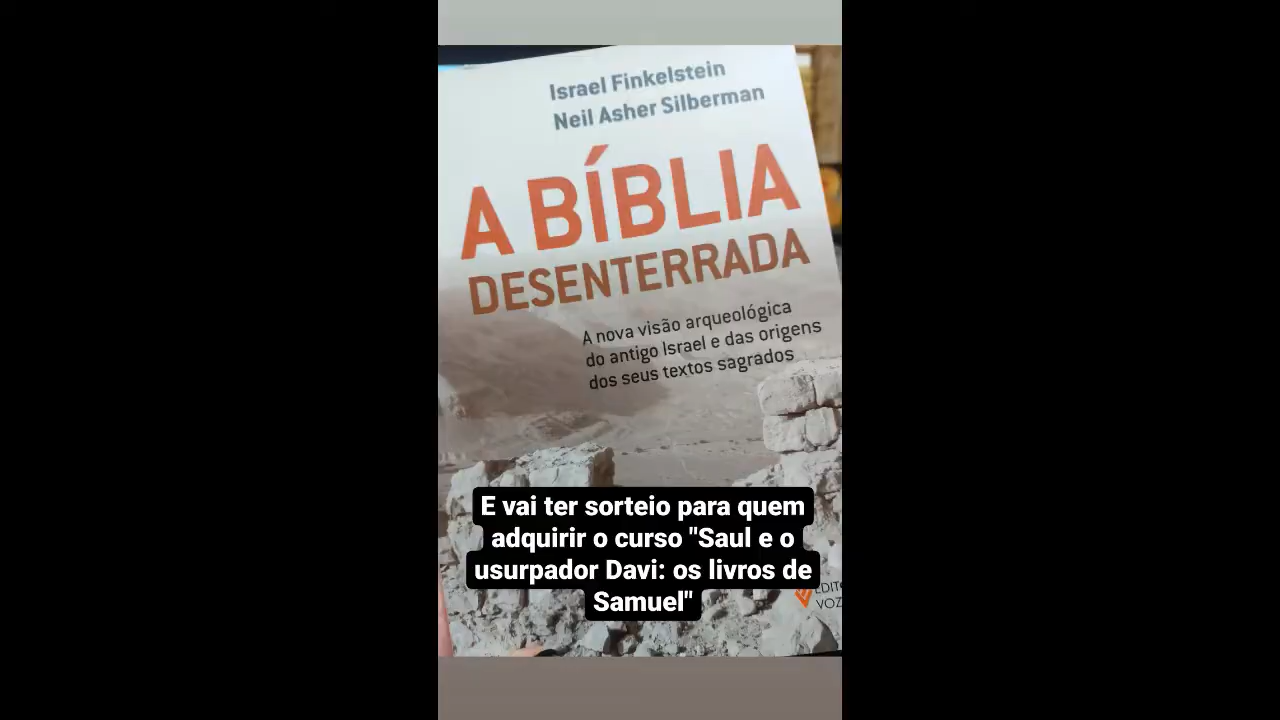 Israel Finkelstein
Neil Asher Silberman
A BÍBLIA
DESENTERRADA
A nova visão arqueológica
do antigo Israel e das origens
dos seus textos sagrados
E vai ter sorteio para quem
adquirir o curso "Saul e o
usurpador Davi: os livros de
Samuel"